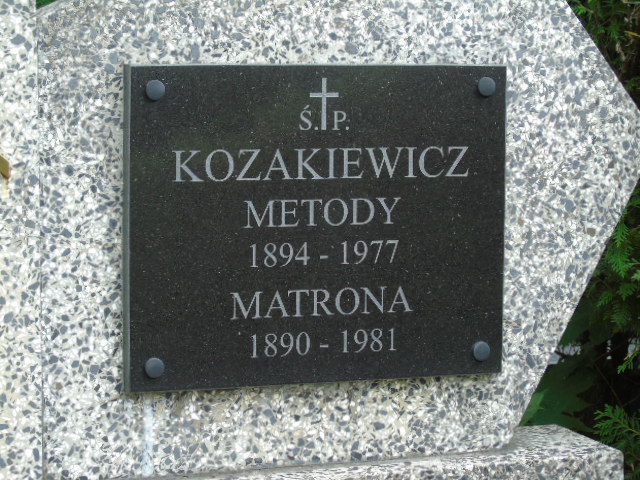 Ś.P.
KOZAKIEWICZ
METODY
1894 - 1977
MATRONA
1890 - 1981